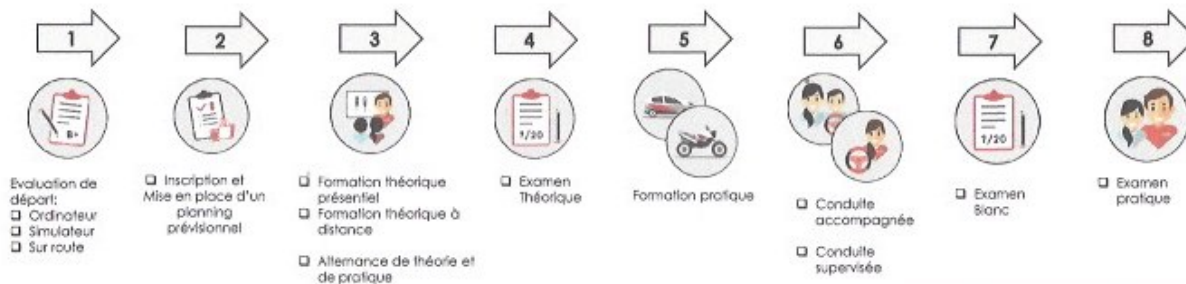 1
2
3
4
5
6
7
8
B+
?/20
1/20
Evaluation de
départ:
❑ Ordinateur
❑ Simulateur
❑ Sur route
❑ Inscription et
Mise en place d'un
planning
prévisionnel
❑ Formation théorique
présentiel
❑ Formation théorique à
distance
❑ Alternance de théorie et
de pratique
❑ Examen
Théorique
Formation pratique
❑ Conduite
accompagnée
❑ Conduite
supervisée
❑ Examen
Blanc
❑ Examen
pratique